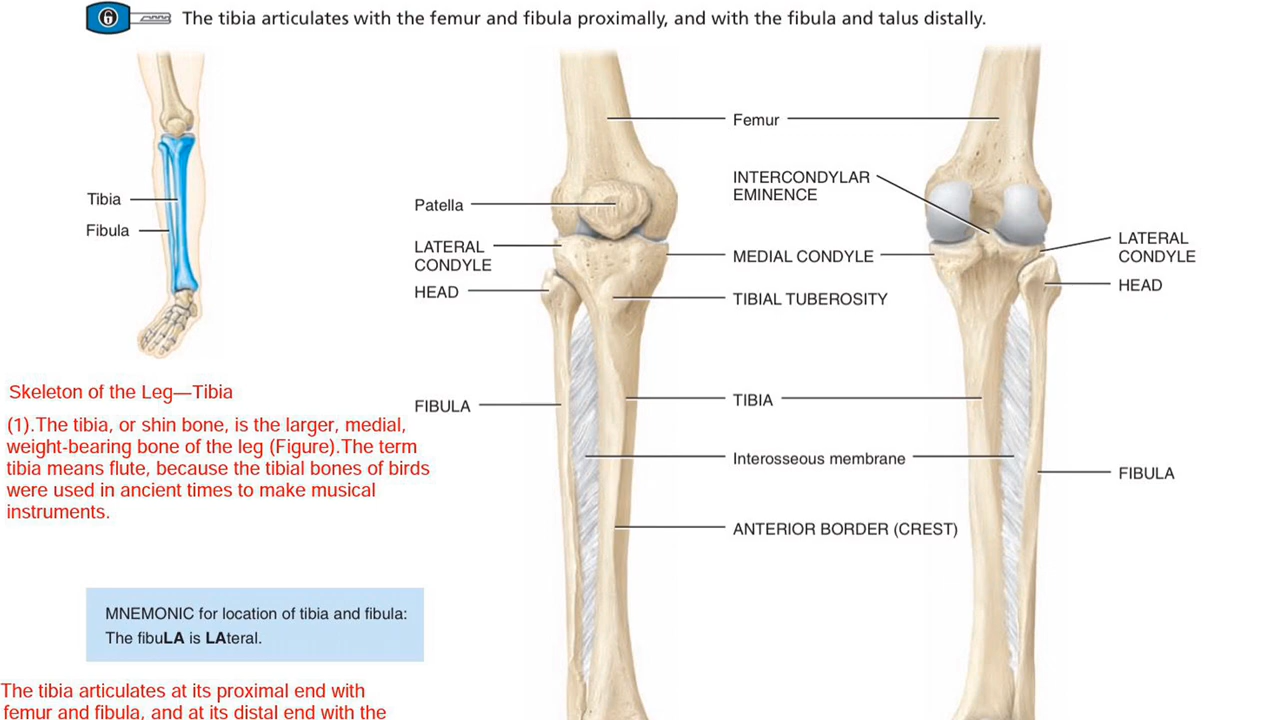 The tibia articulates with the femur and fibula proximally, and with the fibula and talus distally.
Tibia
Fibula
Femur
INTERCONDYLAR
EMINENCE
Patella
LATERAL
CONDYLE
HEAD
MEDIAL CONDYLE
TIBIAL TUBEROSITY
LATERAL
CONDYLE
HEAD
FIBULA
TIBIA
Interosseous membrane
FIBULA
ANTERIOR BORDER (CREST)
Skeleton of the Leg—Tibia
(1).The tibia, or shin bone, is the larger, medial,
weight-bearing bone of the leg (Figure).The term
tibia means flute, because the tibial bones of birds
were used in ancient times to make musical
instruments.
MNEMONIC for location of tibia and fibula:
The fibuLA is LAteral.
The tibia articulates at its proximal end with
femur and fibula, and at its distal end with the